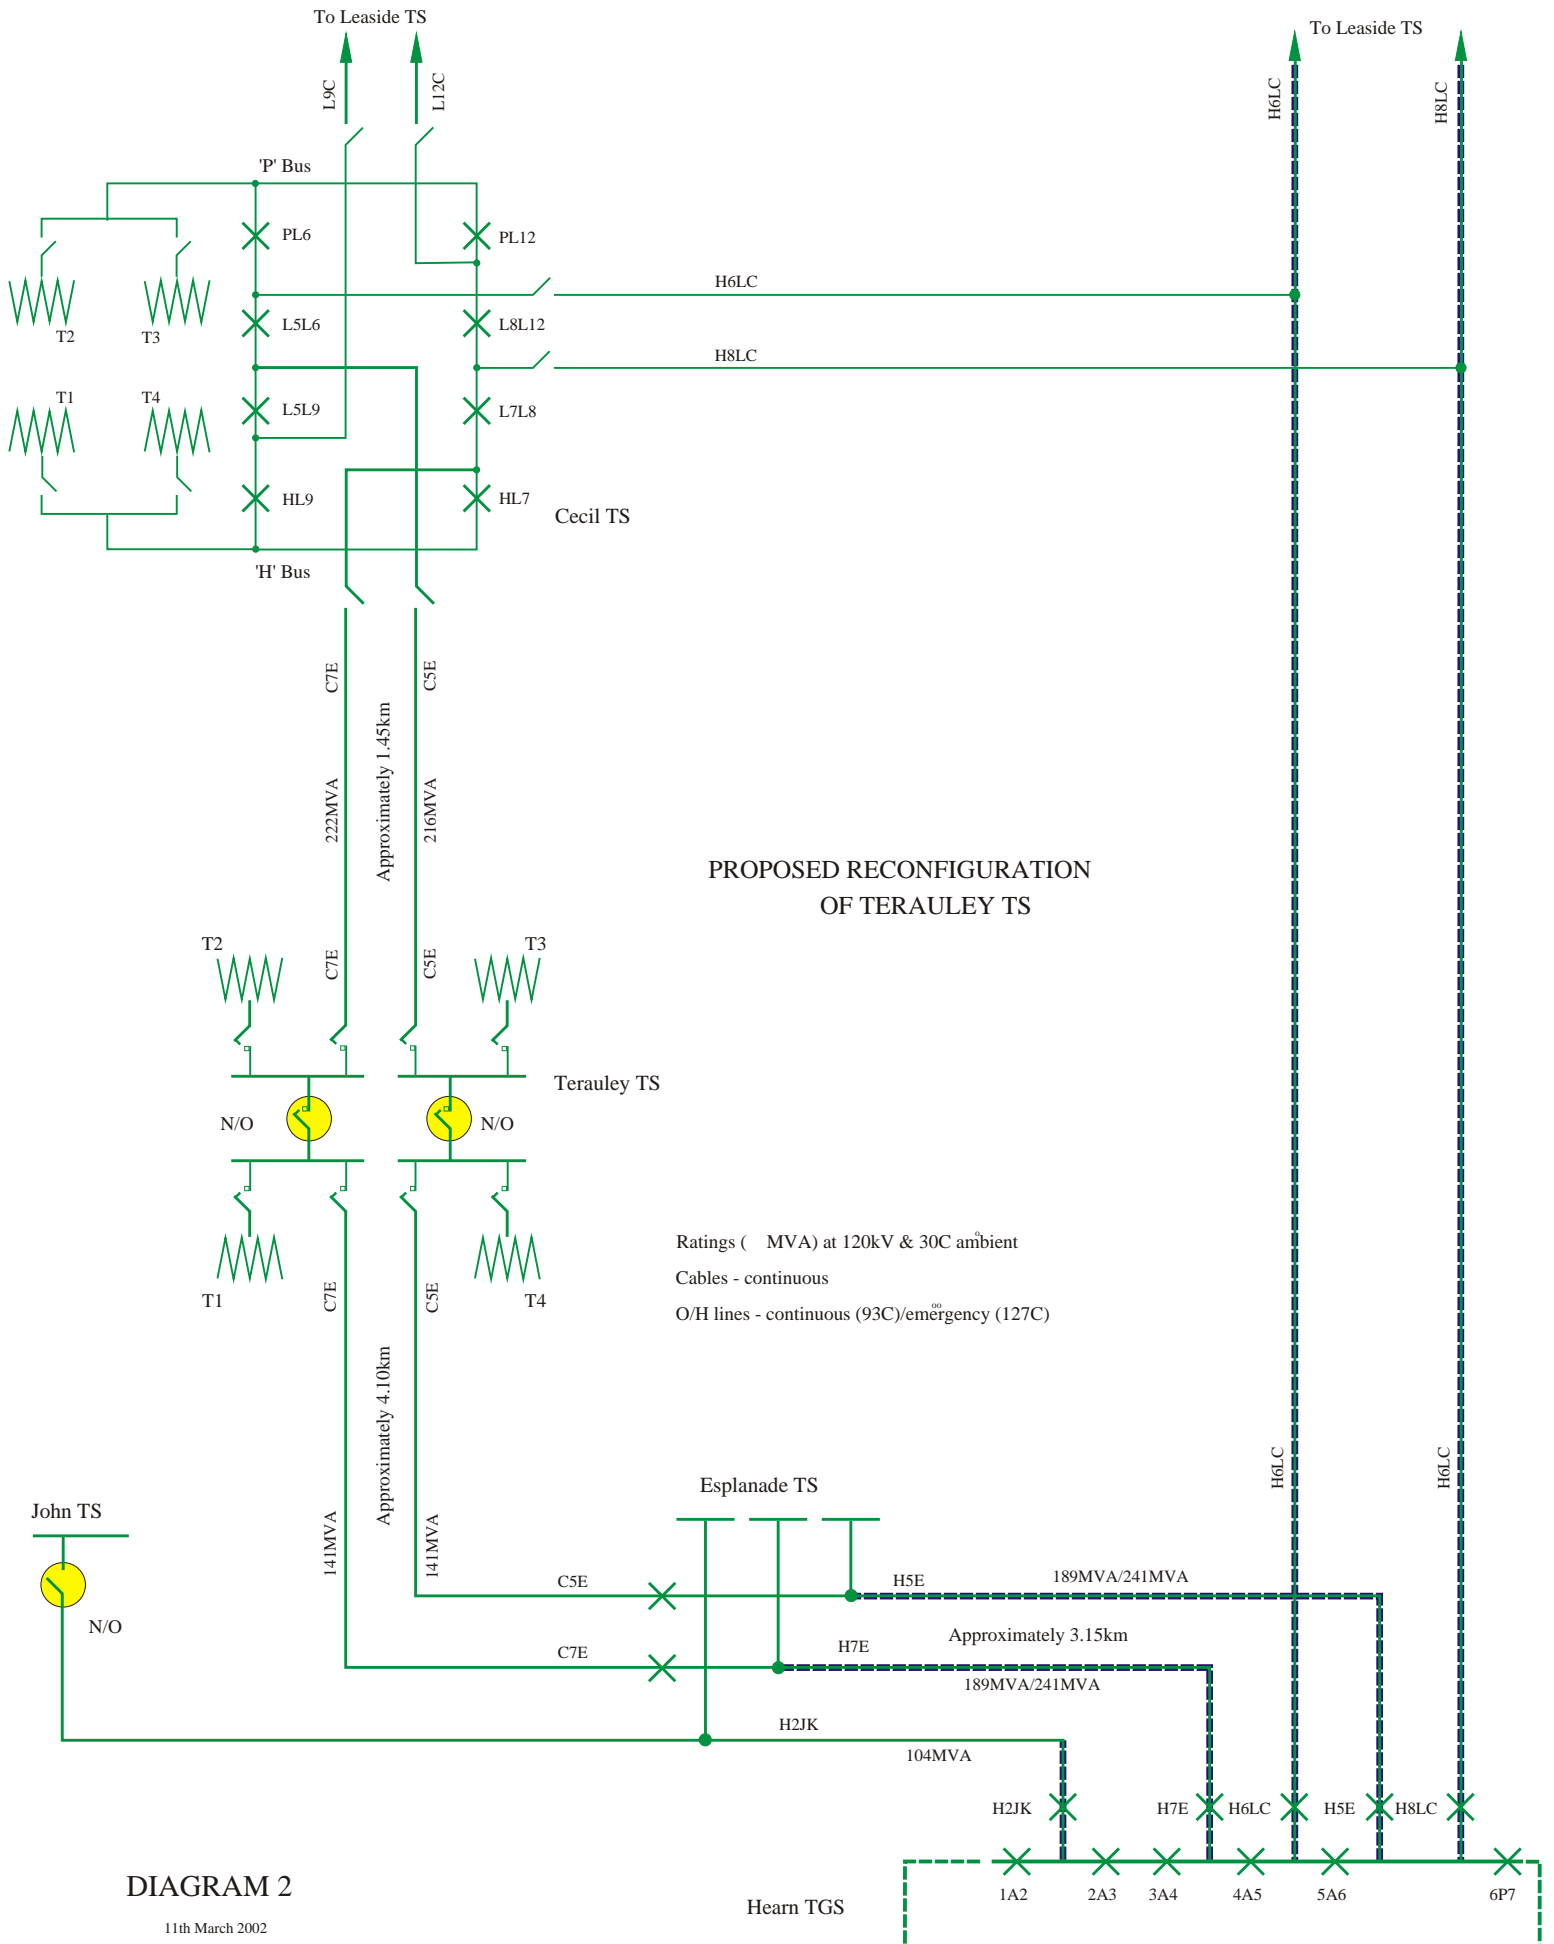 To Leaside TS
To Leaside TS
L9C
L12C
H6LC
H8LC
'P' Bus
PL6
PL12
H6LC
T2
T3
L5L6
L8L12
H8LC
T1
T4
L5L9
L7L8
HL9
HL7
Cecil TS
'H' Bus
C7E
C5E
Approximately 1.45km
222MVA
216MVA
PROPOSED RECONFIGURATION
OF TERAULEY TS
T2
C7E
C5E
T3
Terauley TS
N/O
N/O
T1
C7E
C5E
T4
Ratings ( MVA) at 120kV & 30C ambient
Cables - continuous
O/H lines - continuous (93C)/emergency (127C)
Approximately 4.10km
H6LC
H6LC
Esplanade TS
John TS
141MVA
141MVA
N/O
C5E
H5E
189MVA/241MVA
Approximately 3.15km
C7E
H7E
189MVA/241MVA
H2JK
104MVA
H2JK
H7E
H6LC
H5E
H8LC
1A2
2A3
3A4
4A5
5A6
6P7
Hearn TGS
DIAGRAM 2
11th March 2002